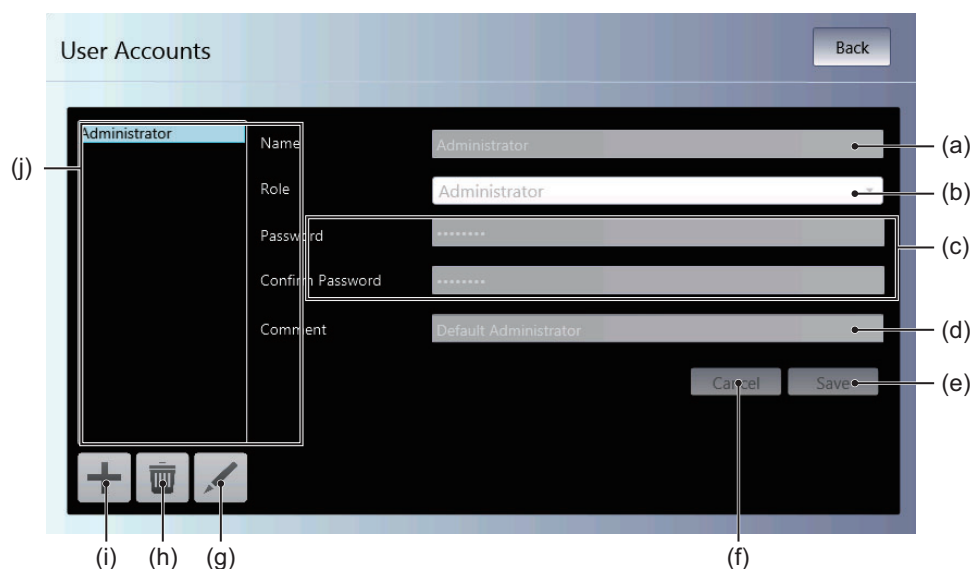 User Accounts
Back
Administrator
Name
Administrator
(a)
(j)
Role
Administrator
(b)
Password
••••••••
(c)
Confirm Password
••••••••
Comment
Default Administrator
(d)
Cancel
Save
(e)
(i)
(h)
(g)
(f)